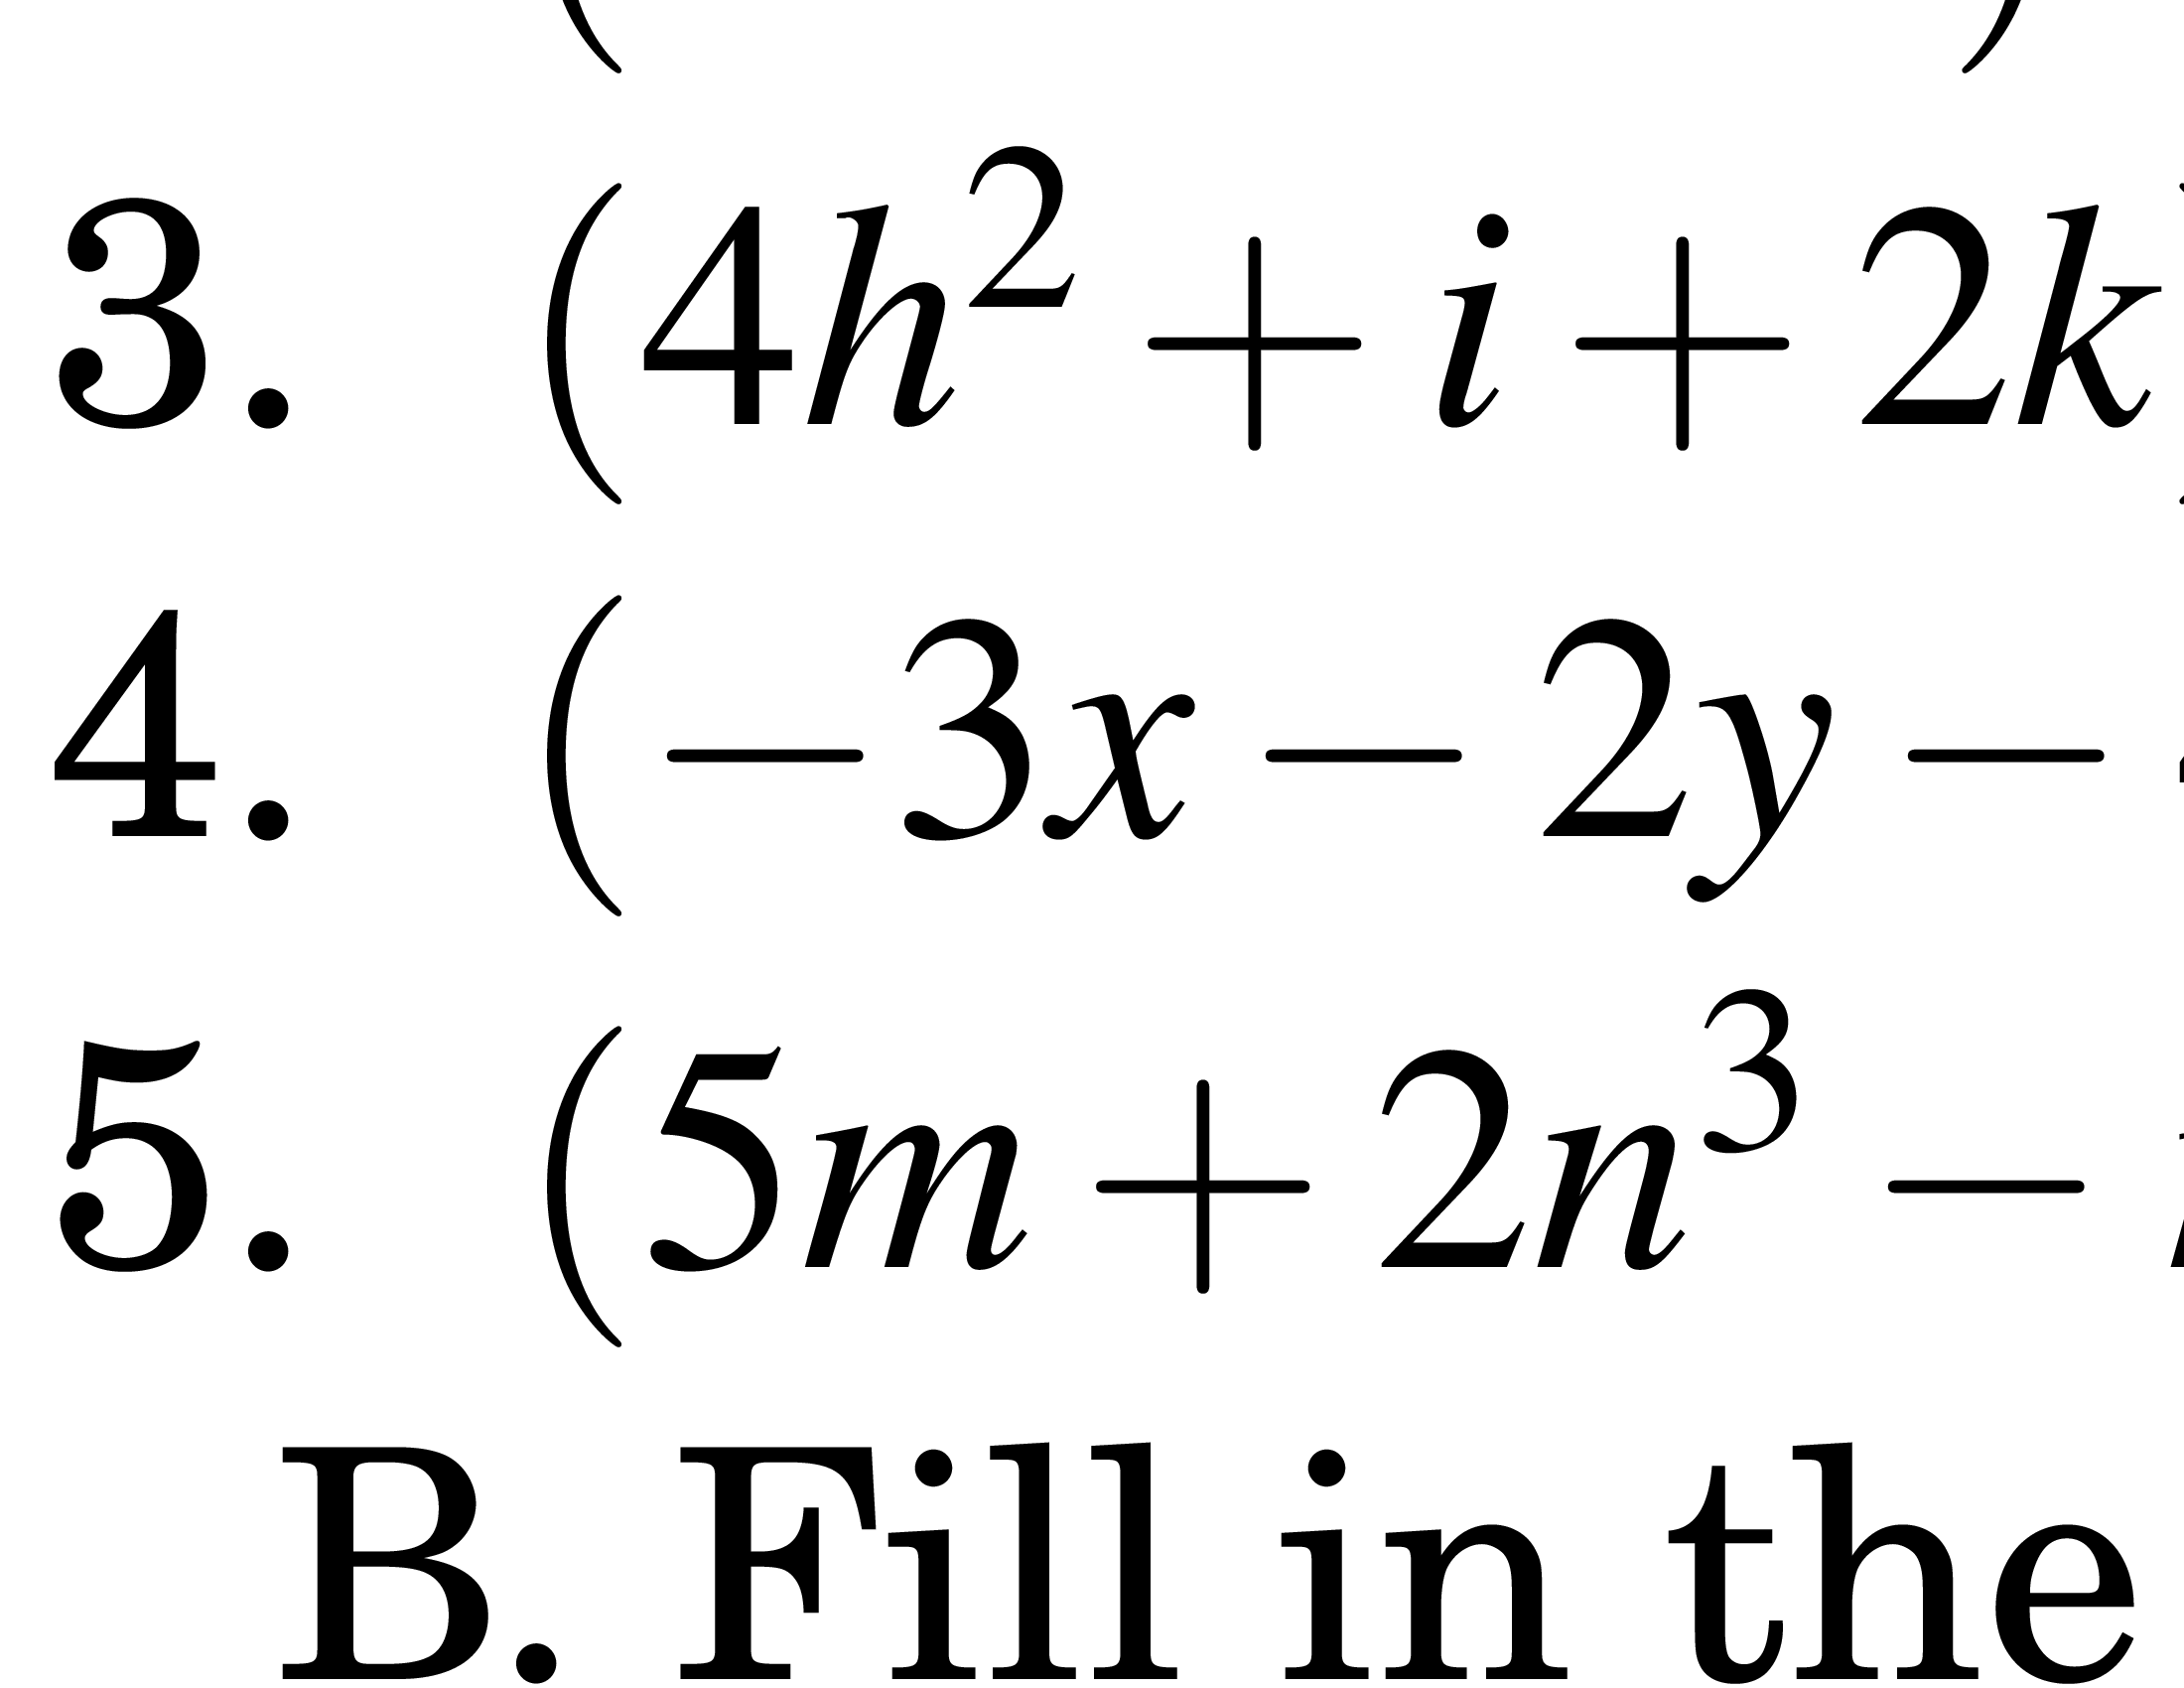 3. (4h² + i + 2k)
4. (−3x − 2y −
5. (5m + 2n³ −
B. Fill in the